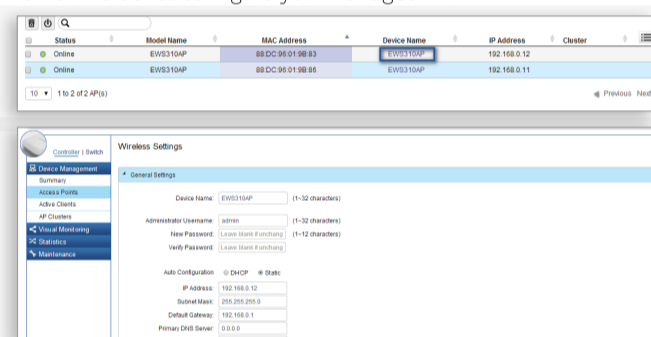 Status Model Name MAC Address Device Name IP Address Cluster
Online EWS310AP 88:DC:96:01:9B:83 EWS310AP 192.168.0.12
Online EWS310AP 88:DC:96:01:9B:86 EWS310AP 192.168.0.11
10 1 to 2 of 2 AP(s) Previous Next
Controller | Switch
Wireless Settings
Device Management
General Settings
Summary
Access Points
Device Name: EWS310AP (1~32 characters)
Active Clients
AP Clusters
Administrator Username: admin (1~32 characters)
Visual Monitoring
New Password: Leave blank if unchang (1~12 characters)
Statistics
Verify Password: Leave blank if unchang
Maintenance
Auto Configuration DHCP Static
IP Address: 192.168.0.12
Subnet Mask: 255.255.255.0
Default Gateway: 192.168.0.1
Primary DNS Server: 0.0.0.0